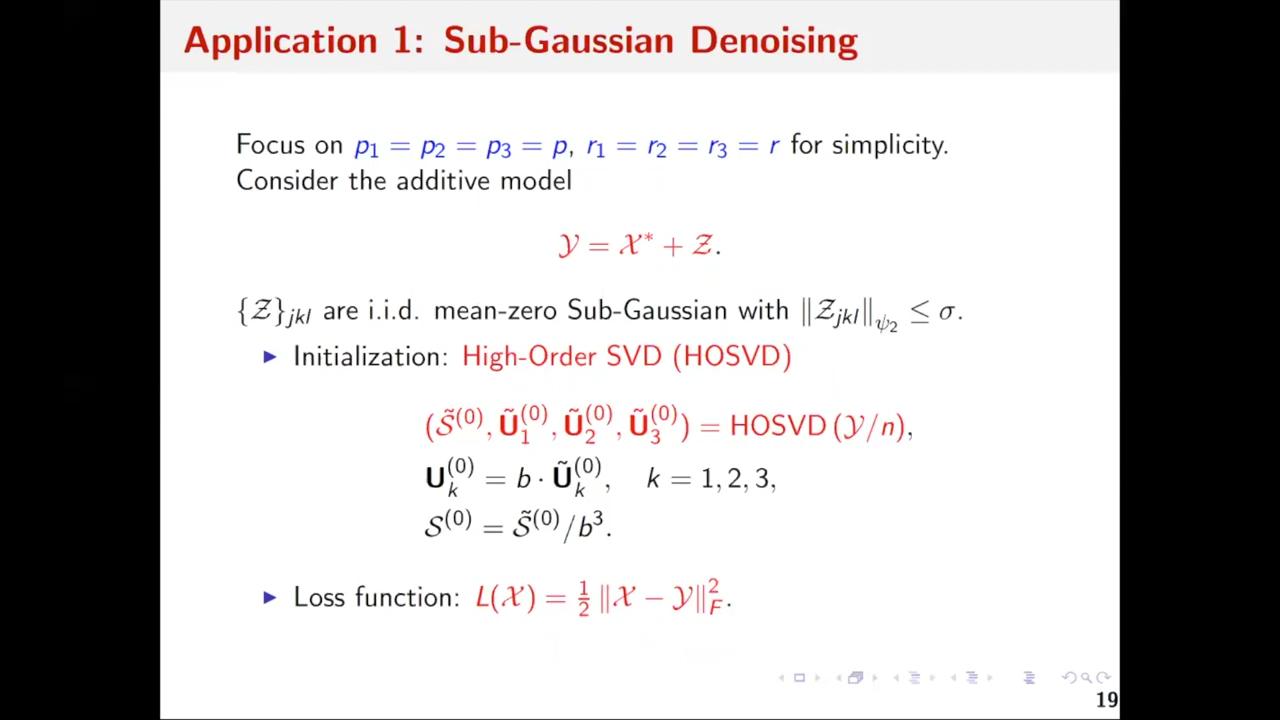 Application 1: Sub-Gaussian Denoising
Focus on p₁ = p₂ = p₃ = p, r₁ = r₂ = r₃ = r for simplicity.
Consider the additive model
𝒴 = 𝒳* + 𝒵.
{𝒵}ⱼₖₗ are i.i.d. mean-zero Sub-Gaussian with ‖𝒵ⱼₖₗ‖_ψ₂ ≤ σ.
▶ Initialization: High-Order SVD (HOSVD)
(𝒮̃⁽⁰⁾, Ũ₁⁽⁰⁾, Ũ₂⁽⁰⁾, Ũ₃⁽⁰⁾) = HOSVD (𝒴/n),
Uₖ⁽⁰⁾ = b · Ũₖ⁽⁰⁾, k = 1, 2, 3,
𝒮⁽⁰⁾ = 𝒮̃⁽⁰⁾/b³.
▶ Loss function: L(𝒳) = ½ ‖𝒳 − 𝒴‖²_F.
19